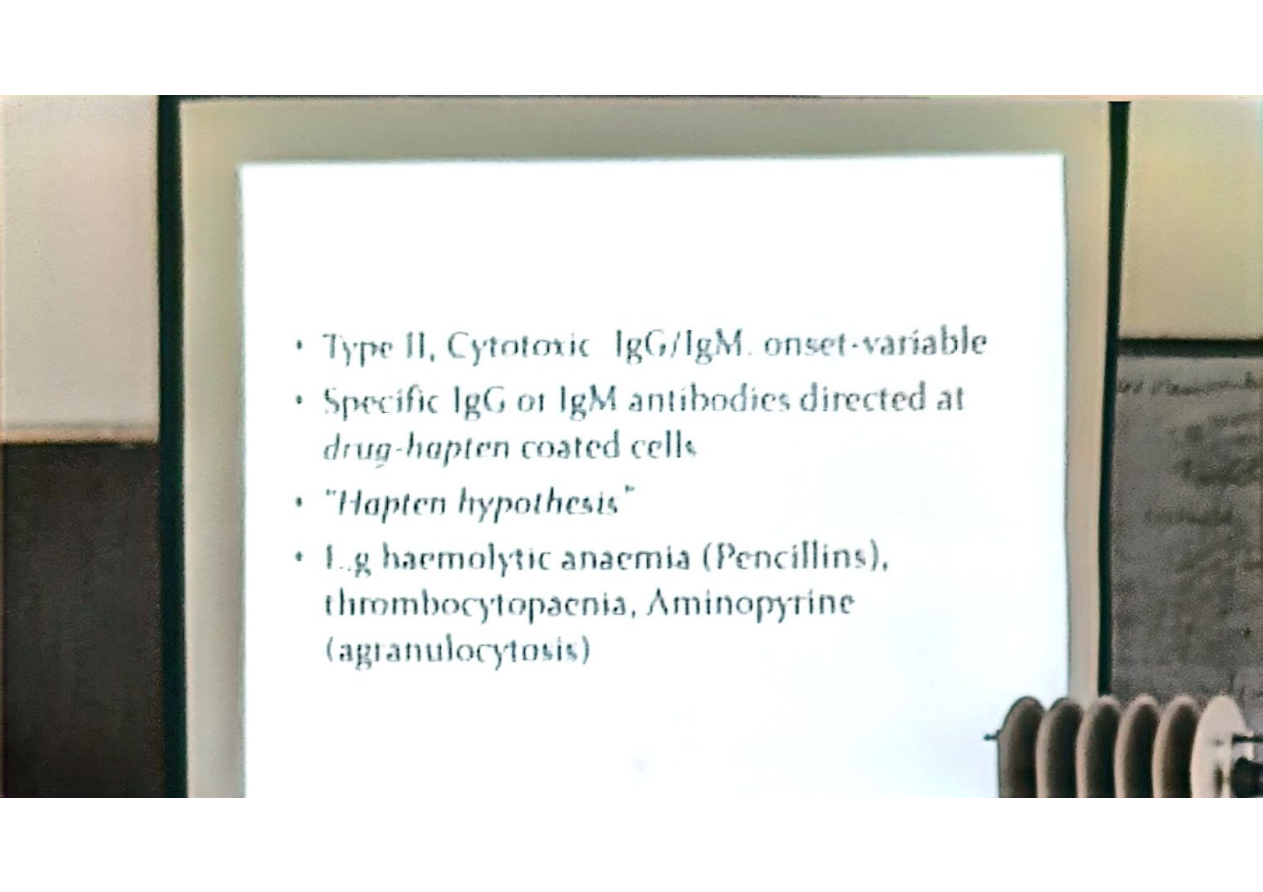 • Type II, Cytotoxic IgG/IgM. onset-variable
• Specific IgG or IgM antibodies directed at
drug-hapten coated cells
• "Hapten hypothesis"
• E.g haemolytic anaemia (Pencillins),
thrombocytopaenia, Aminopyrine
(agranulocytosis)